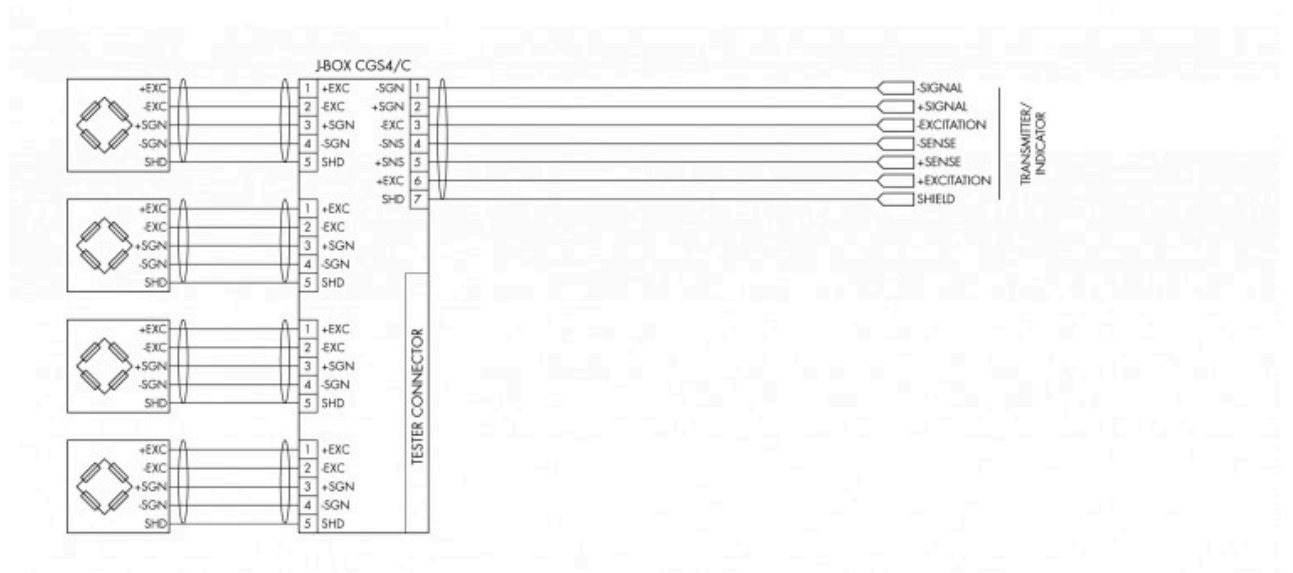 J-BOX CGS4/C
+EXC 1 +EXC -SGN 1 -SIGNAL
-EXC 2 -EXC +SGN 2 +SIGNAL
+SGN 3 +SGN -EXC 3 -EXCITATION
-SGN 4 -SGN -SNS 4 -SENSE
SHD 5 SHD +SNS 5 +SENSE
+EXC 6 +EXCITATION
SHD 7 SHIELD
TRANSMITTER/
INDICATOR
+EXC 1 +EXC
-EXC 2 -EXC
+SGN 3 +SGN
-SGN 4 -SGN
SHD 5 SHD
+EXC 1 +EXC
-EXC 2 -EXC
+SGN 3 +SGN
-SGN 4 -SGN
SHD 5 SHD
+EXC 1 +EXC
-EXC 2 -EXC
+SGN 3 +SGN
-SGN 4 -SGN
SHD 5 SHD
TESTER CONNECTOR